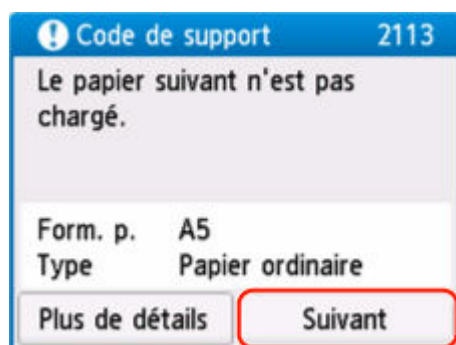 Code de support 2113
Le papier suivant n'est pas
chargé.
Form. p. A5
Type Papier ordinaire
Plus de détails Suivant